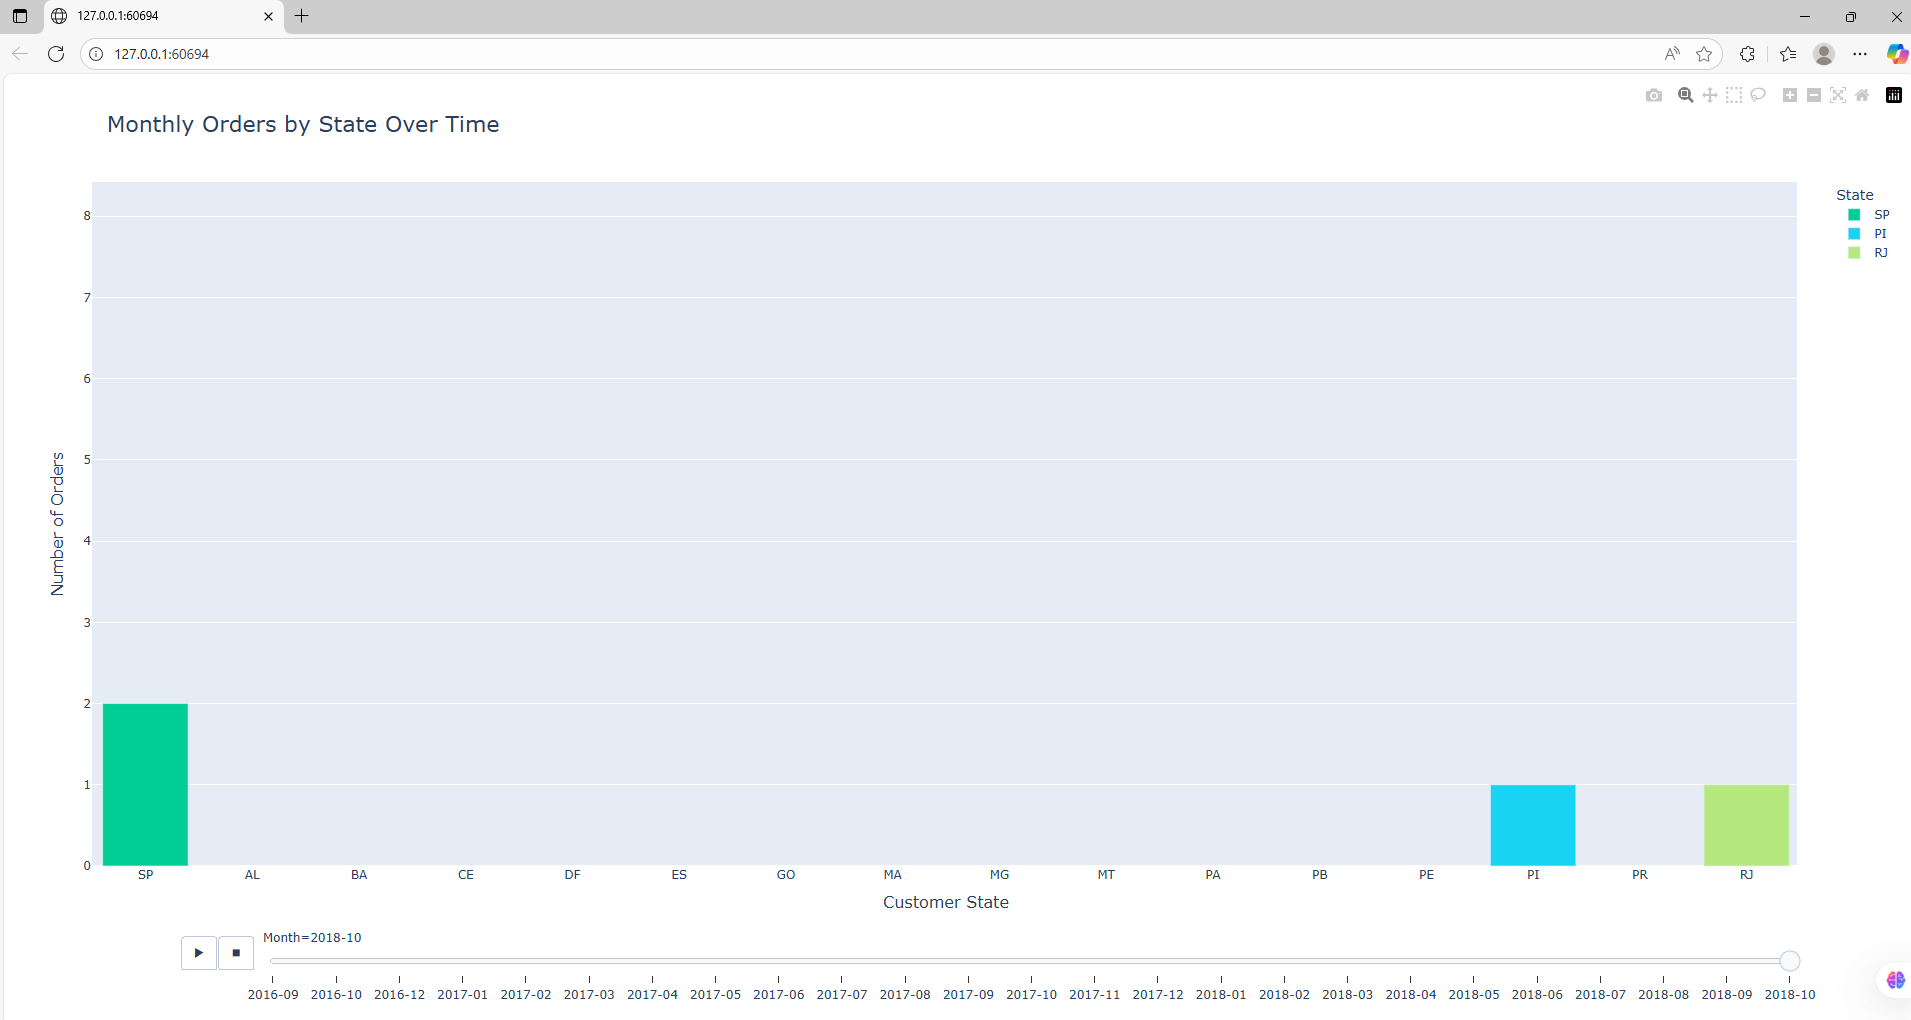 127.0.0.1:60694
127.0.0.1:60694
Monthly Orders by State Over Time
State
SP
PI
RJ
8
7
6
5
4
3
2
1
0
Number of Orders
SP AL BA CE DF ES GO MA MG MT PA PB PE PI PR RJ
Customer State
Month=2018-10
2016-09 2016-10 2016-12 2017-01 2017-02 2017-03 2017-04 2017-05 2017-06 2017-07 2017-08 2017-09 2017-10 2017-11 2017-12 2018-01 2018-02 2018-03 2018-04 2018-05 2018-06 2018-07 2018-08 2018-09 2018-10